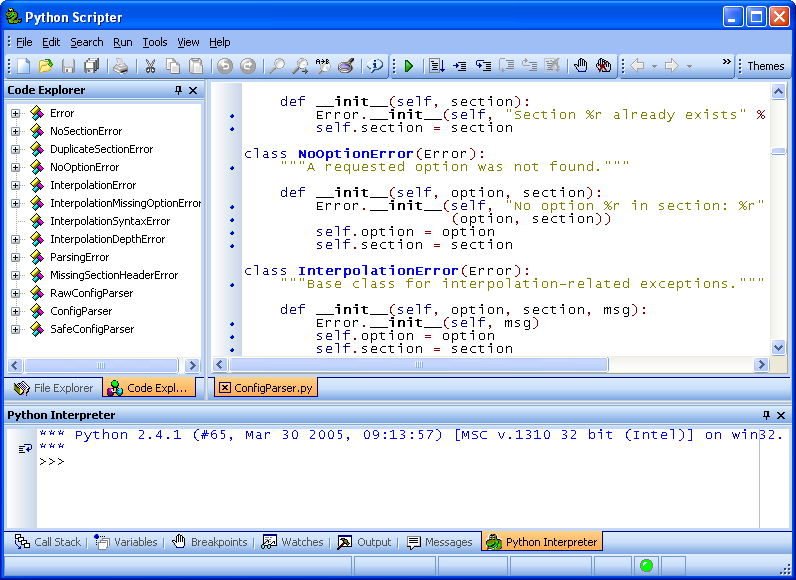 Python Scripter
File Edit Search Run Tools View Help
Themes
Code Explorer
Error
NoSectionError
DuplicateSectionError
NoOptionError
InterpolationError
InterpolationMissingOptionError
InterpolationSyntaxError
InterpolationDepthError
ParsingError
MissingSectionHeaderError
RawConfigParser
ConfigParser
SafeConfigParser
File Explorer Code Expl...
def __init__(self, section):
Error.__init__(self, "Section %r already exists" %
self.section = section
class NoOptionError(Error):
"""A requested option was not found."""
def __init__(self, option, section):
Error.__init__(self, "No option %r in section: %r"
(option, section))
self.option = option
self.section = section
class InterpolationError(Error):
"""Base class for interpolation-related exceptions."""
def __init__(self, option, section, msg):
Error.__init__(self, msg)
self.option = option
self.section = section
ConfigParser.py
Python Interpreter
*** Python 2.4.1 (#65, Mar 30 2005, 09:13:57) [MSC v.1310 32 bit (Intel)] on win32.
***
>>>
Call Stack Variables Breakpoints Watches Output Messages Python Interpreter